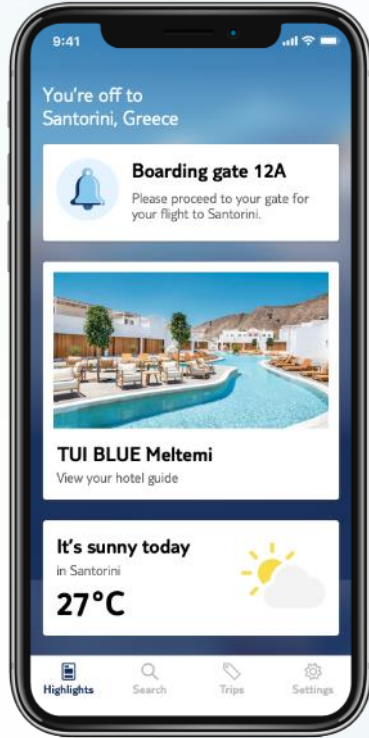 9:41
You're off to
Santorini, Greece
Boarding gate 12A
Please proceed to your gate for
your flight to Santorini.
TUI BLUE Meltemi
View your hotel guide
It's sunny today
in Santorini
27°C
Highlights Search Trips Settings